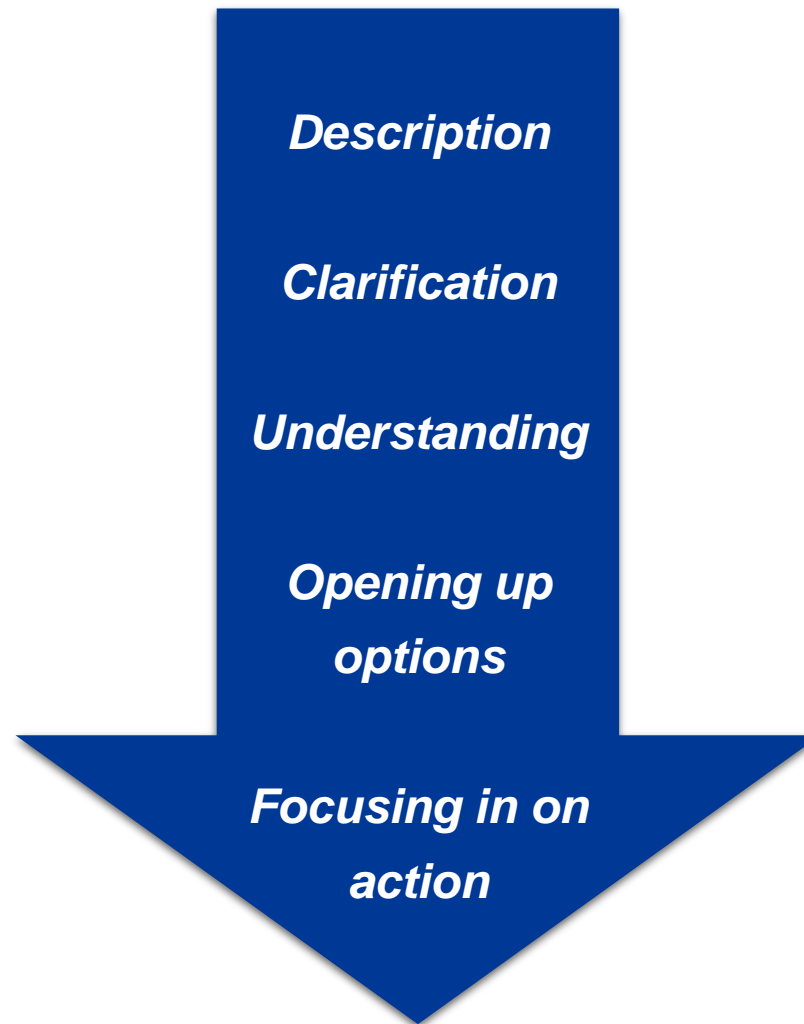 Description
Clarification
Understanding
Opening up
options
Focusing in on
action